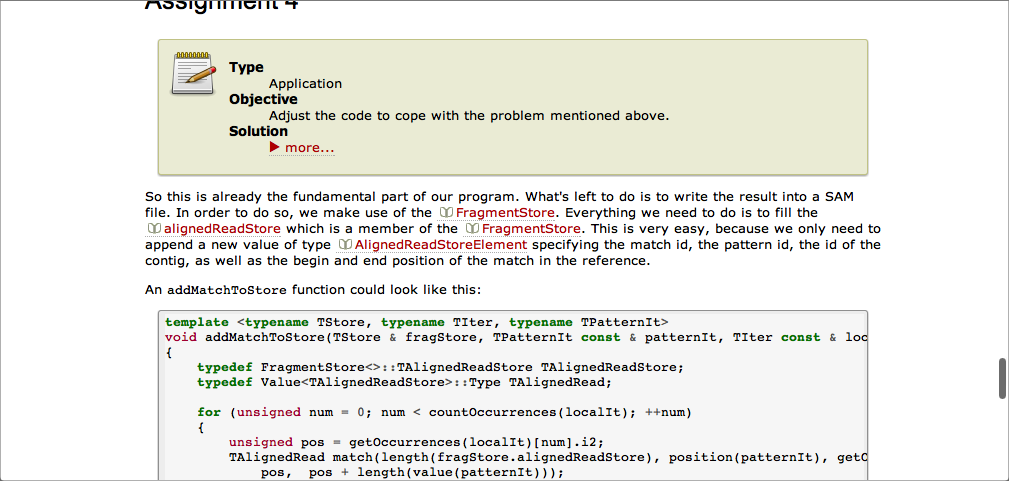 Assignment 4
Type
Application
Objective
Adjust the code to cope with the problem mentioned above.
Solution
more...
So this is already the fundamental part of our program. What's left to do is to write the result into a SAM
file. In order to do so, we make use of the FragmentStore. Everything we need to do is to fill the
alignedReadStore which is a member of the FragmentStore. This is very easy, because we only need to
append a new value of type AlignedReadStoreElement specifying the match id, the pattern id, the id of the
contig, as well as the begin and end position of the match in the reference.
An addMatchToStore function could look like this:
template <typename TStore, typename TIter, typename TPatternIt>
void addMatchToStore(TStore & fragStore, TPatternIt const & patternIt, TIter const & loc
{
    typedef FragmentStore<>::TAlignedReadStore TAlignedReadStore;
    typedef Value<TAlignedReadStore>::Type TAlignedRead;
    for (unsigned num = 0; num < countOccurrences(localIt); ++num)
    {
        unsigned pos = getOccurrences(localIt)[num].i2;
        TAlignedRead match(length(fragStore.alignedReadStore), position(patternIt), getO
            pos,  pos + length(value(patternIt)));